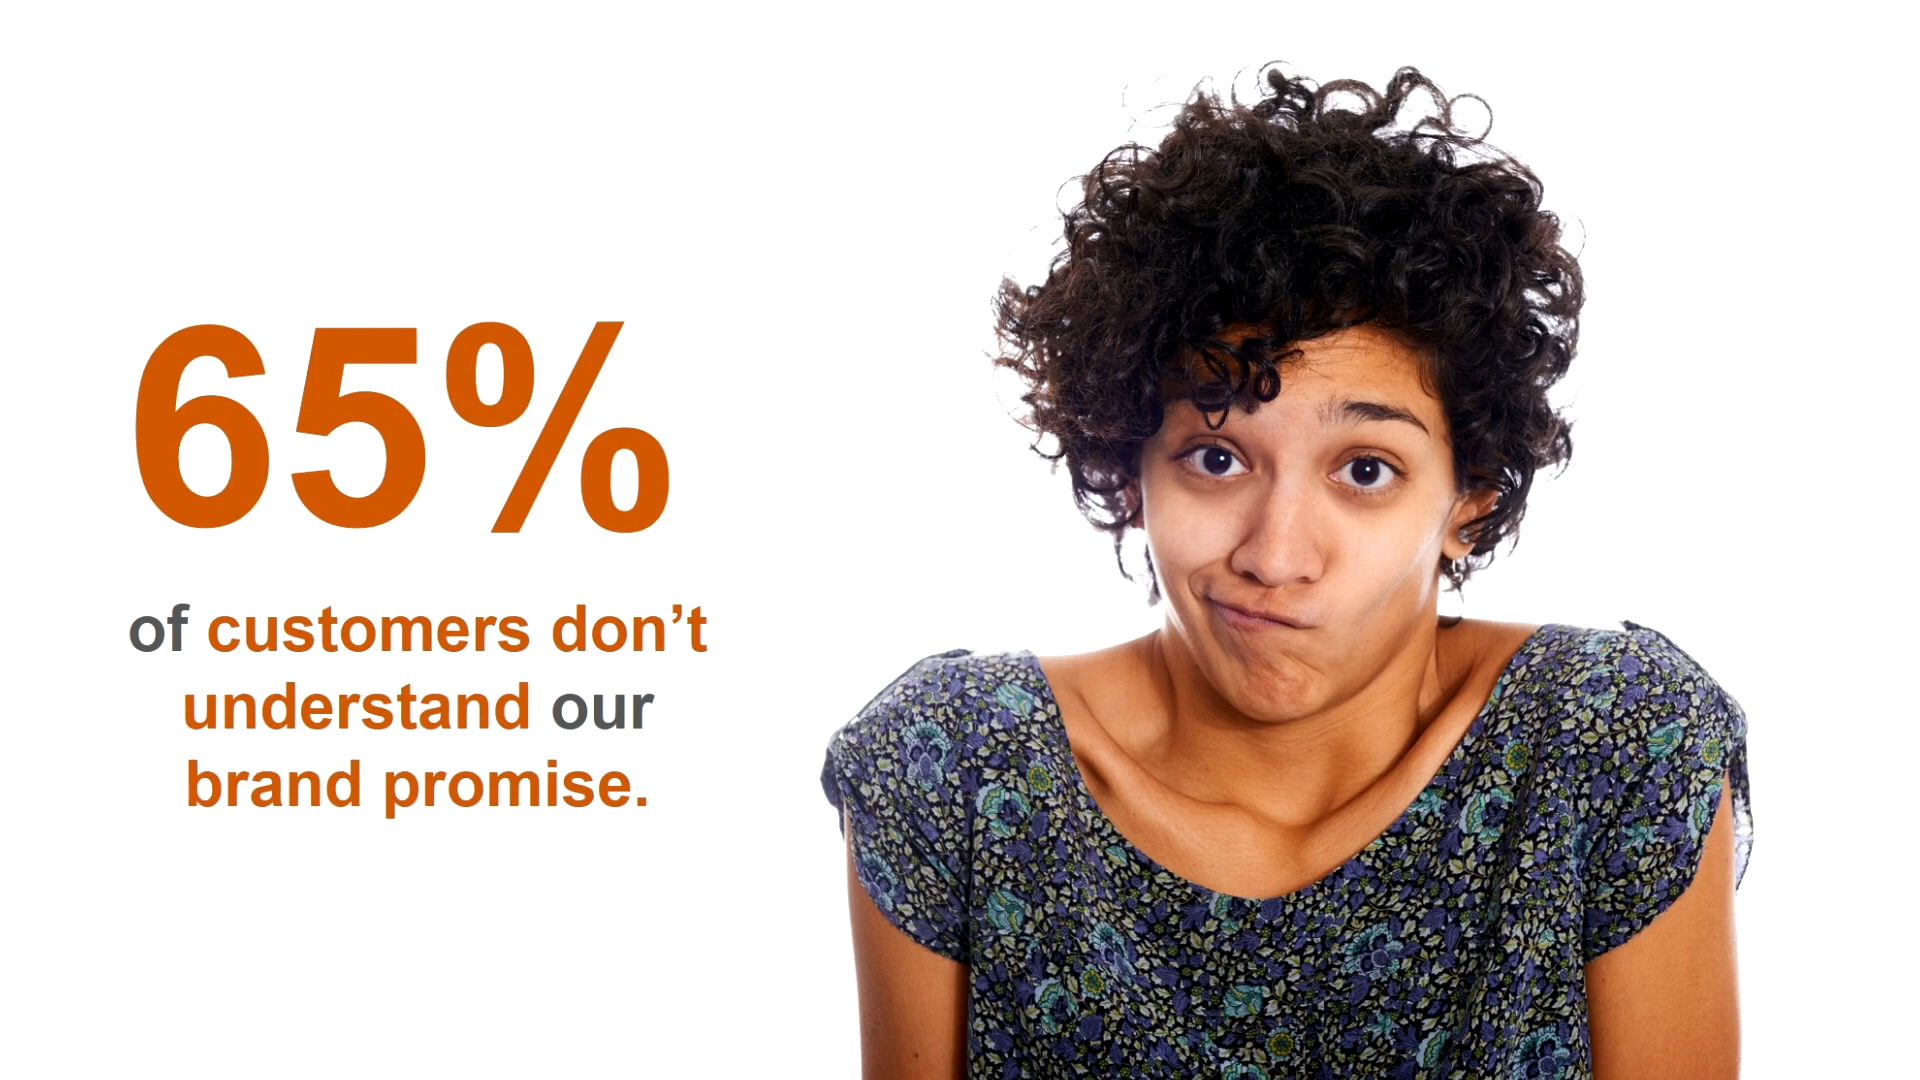 65%
of customers don’t
understand our
brand promise.